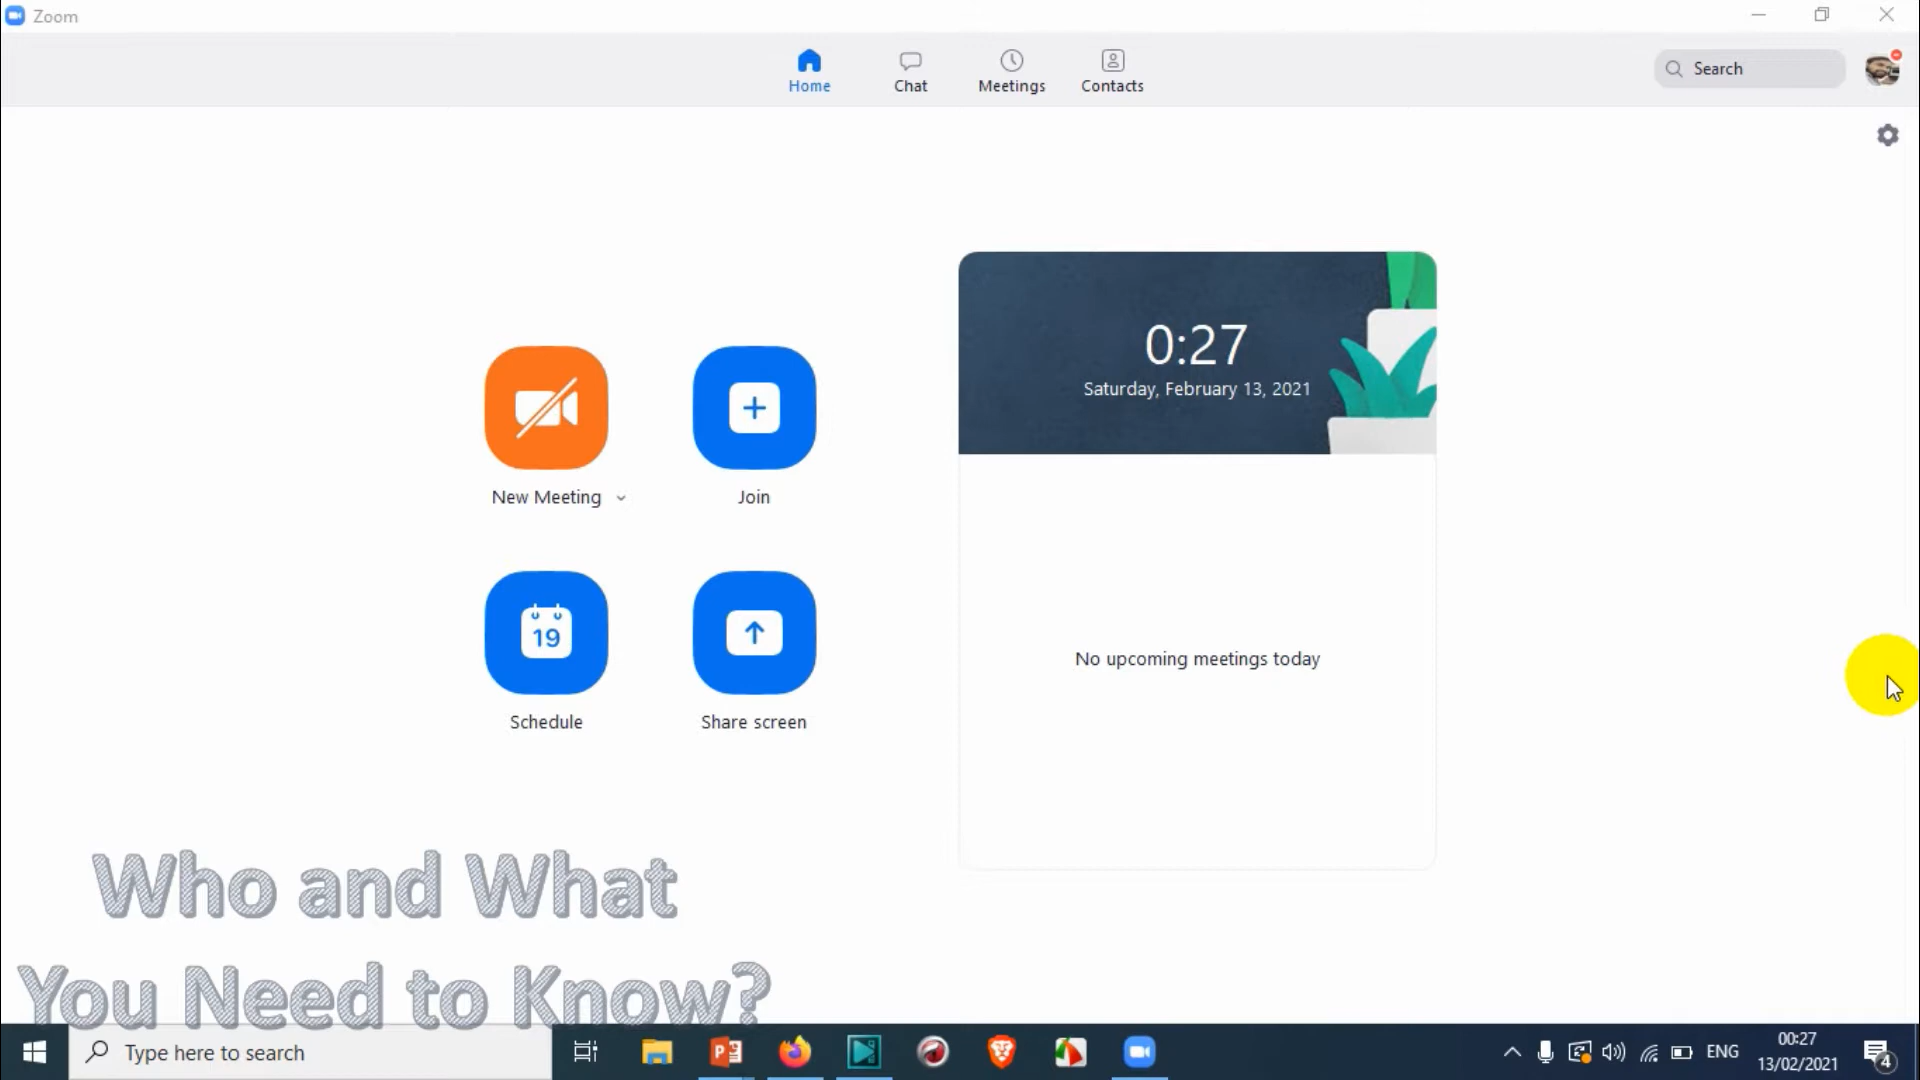 Zoom
Home
Chat
Meetings
Contacts
Search
0:27
Saturday, February 13, 2021
New Meeting
Join
19
Schedule
Share screen
No upcoming meetings today
Who and What
You Need to Know?
Type here to search
ENG
00:27
13/02/2021
4